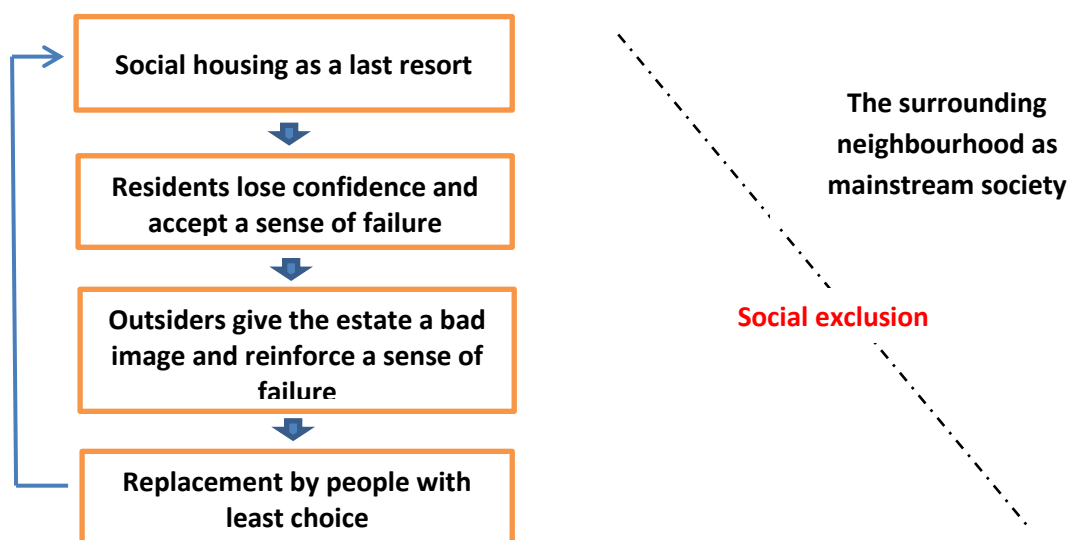 Social housing as a last resort
Residents lose confidence and
accept a sense of failure
Outsiders give the estate a bad
image and reinforce a sense of
failure
Replacement by people with
least choice
The surrounding
neighbourhood as
mainstream society
Social exclusion